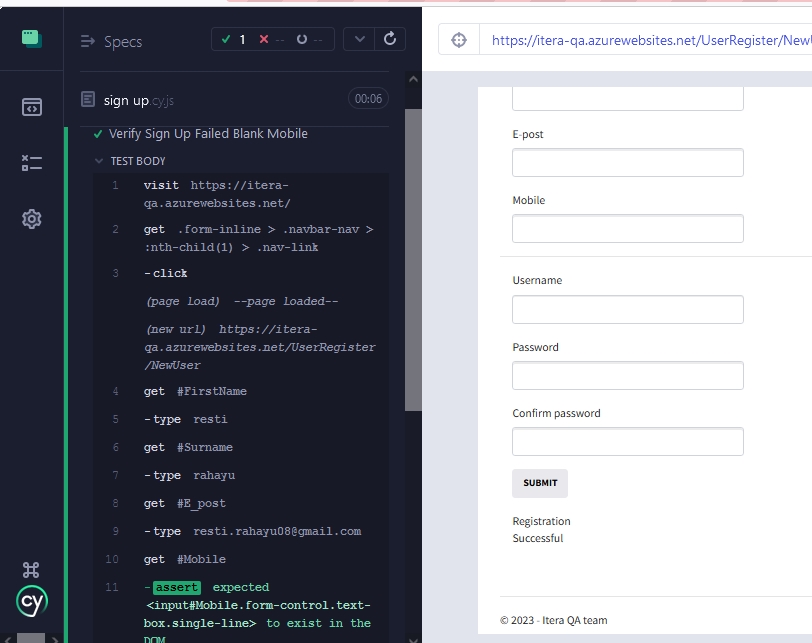 Specs
1 -- --
https://itera-qa.azurewebsites.net/UserRegister/New
sign up.cy.js
00:06
Verify Sign Up Failed Blank Mobile
TEST BODY
1 visit https://itera-
qa.azurewebsites.net/
2 get .form-inline > .navbar-nav >
:nth-child(1) > .nav-link
3 -click
(page load) --page loaded--
(new url) https://itera-
qa.azurewebsites.net/UserRegister
/NewUser
4 get #FirstName
5 -type resti
6 get #Surname
7 -type rahayu
8 get #E_post
9 -type resti.rahayu08@gmail.com
10 get #Mobile
11 -assert expected
<input#Mobile.form-control.text-
box.single-line> to exist in the
DOM
cy
E-post
Mobile
Username
Password
Confirm password
SUBMIT
Registration
Successful
© 2023 - Itera QA team